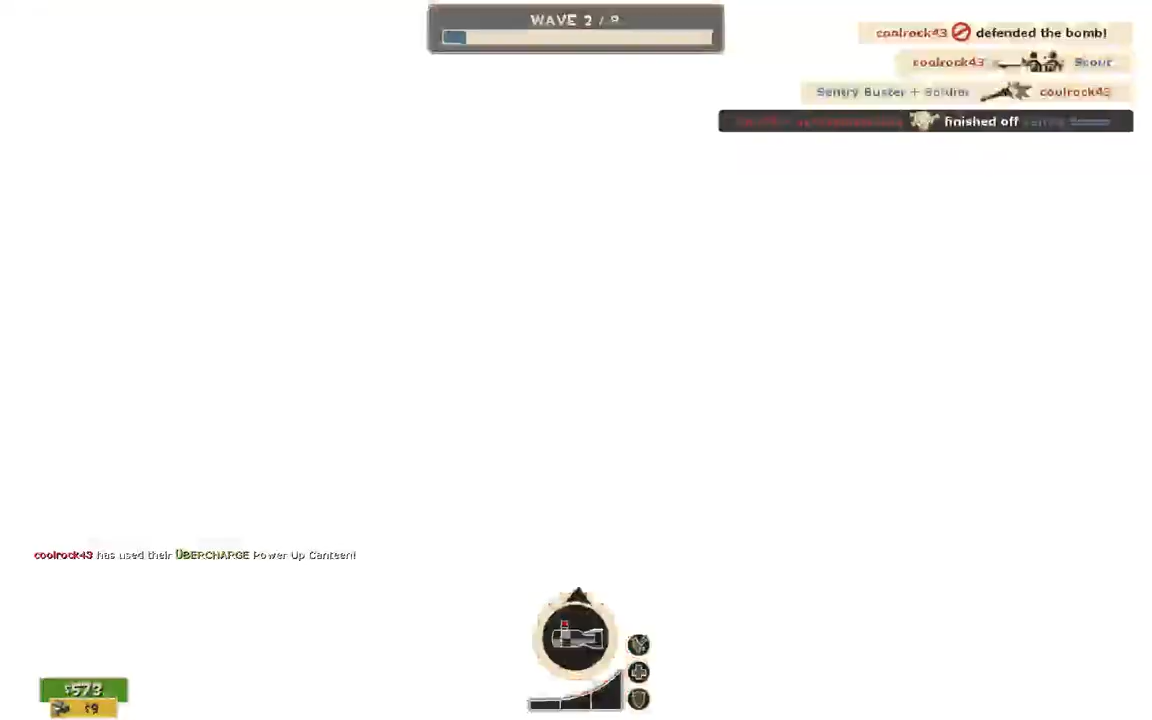 WAVE 2 / 9
coolrock43 defended the bomb!
coolrock43 Scout
Sentry Buster + Soldier coolrock43
finished off
coolrock43 has used their ÜBERCHARGE Power Up Canteen!
$573